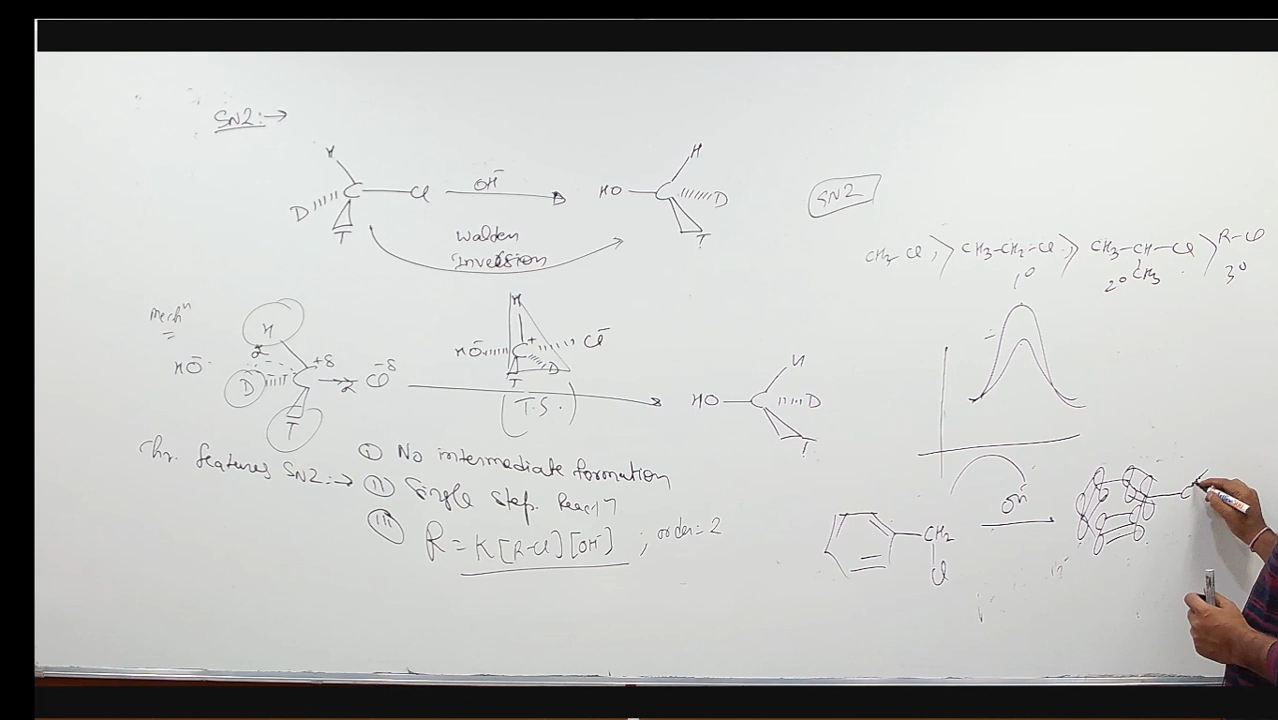 SN2:→
H
D C Cl OH⁻ HO C H D
T T
Walden
Inversion
SN2
CH₃ Cl > CH₃-CH₂-Cl > CH₃-CH-Cl > R-Cl
CH₃
1° 2° 3°
Mechⁿ
HO⁻ H D C T +δ Cl -δ
HO H C + Cl⁻ D T
(T.S.)
HO C H D T
Chr. features SN2:→ (I) No intermediate formation
(II) Single step. Reacⁿ
(III) R = K[R-Cl][OH⁻] ; order=2
CH₂
Cl
OH⁻
C